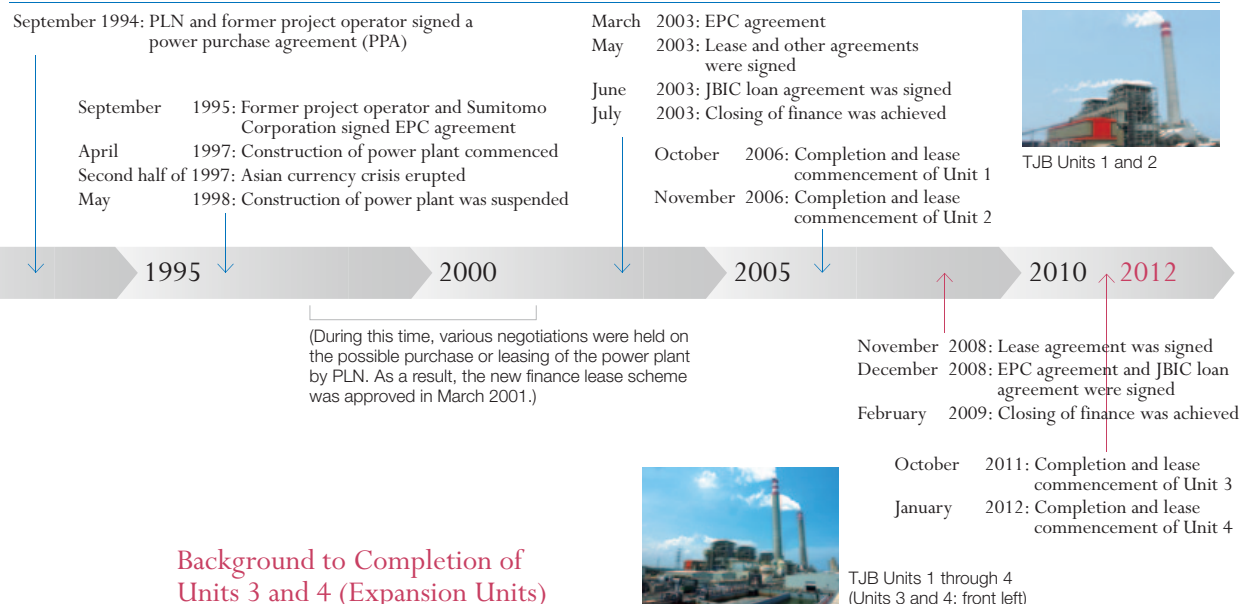 September 1994: PLN and former project operator signed a
power purchase agreement (PPA)
September 1995: Former project operator and Sumitomo
Corporation signed EPC agreement
April 1997: Construction of power plant commenced
Second half of 1997: Asian currency crisis erupted
May 1998: Construction of power plant was suspended
March 2003: EPC agreement
May 2003: Lease and other agreements
were signed
June 2003: JBIC loan agreement was signed
July 2003: Closing of finance was achieved
October 2006: Completion and lease
commencement of Unit 1
November 2006: Completion and lease
commencement of Unit 2
TJB Units 1 and 2
1995 2000 2005 2010 2012
(During this time, various negotiations were held on
the possible purchase or leasing of the power plant
by PLN. As a result, the new finance lease scheme
was approved in March 2001.)
November 2008: Lease agreement was signed
December 2008: EPC agreement and JBIC loan
agreement were signed
February 2009: Closing of finance was achieved
October 2011: Completion and lease
commencement of Unit 3
January 2012: Completion and lease
commencement of Unit 4
Background to Completion of
Units 3 and 4 (Expansion Units)
TJB Units 1 through 4
(Units 3 and 4: front left)